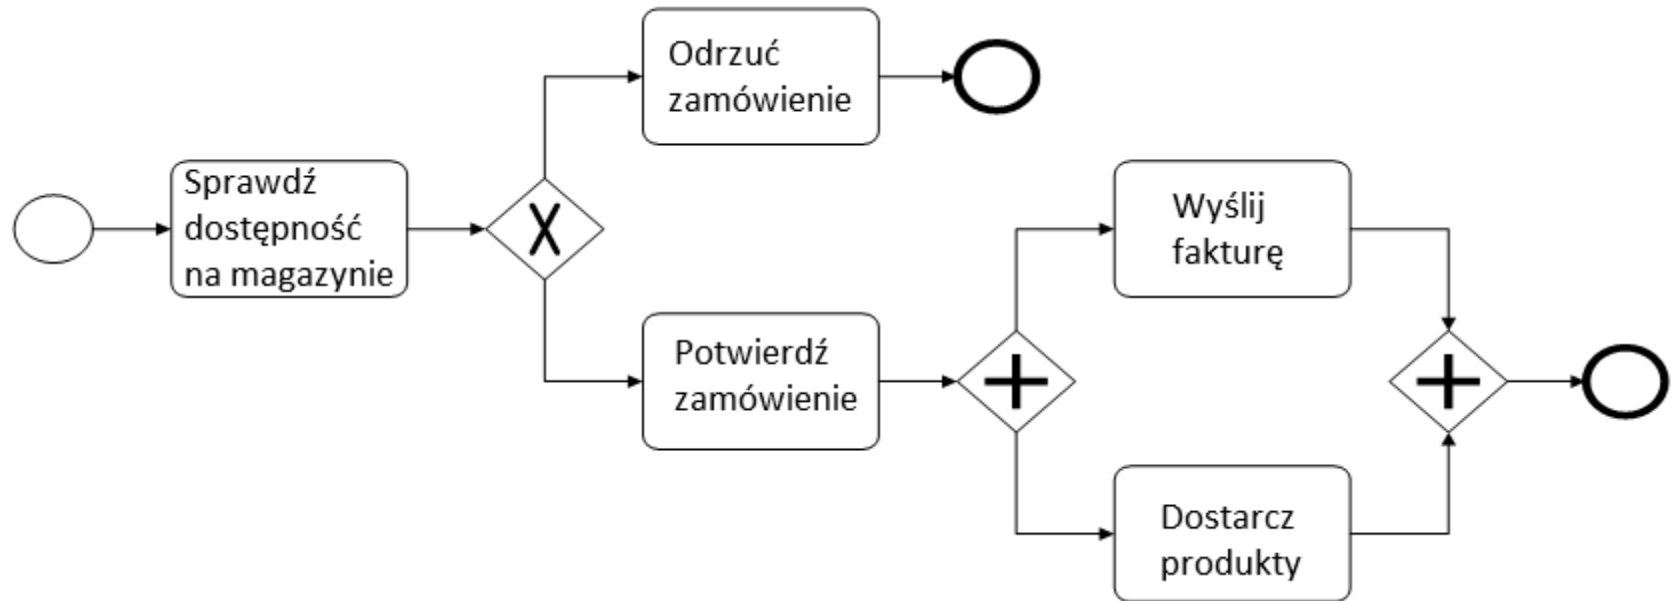 Odrzuć
zamówienie
Sprawdź
dostępność
na magazynie
X
Wyślij
fakturę
Potwierdź
zamówienie
+
+
Dostarcz
produkty